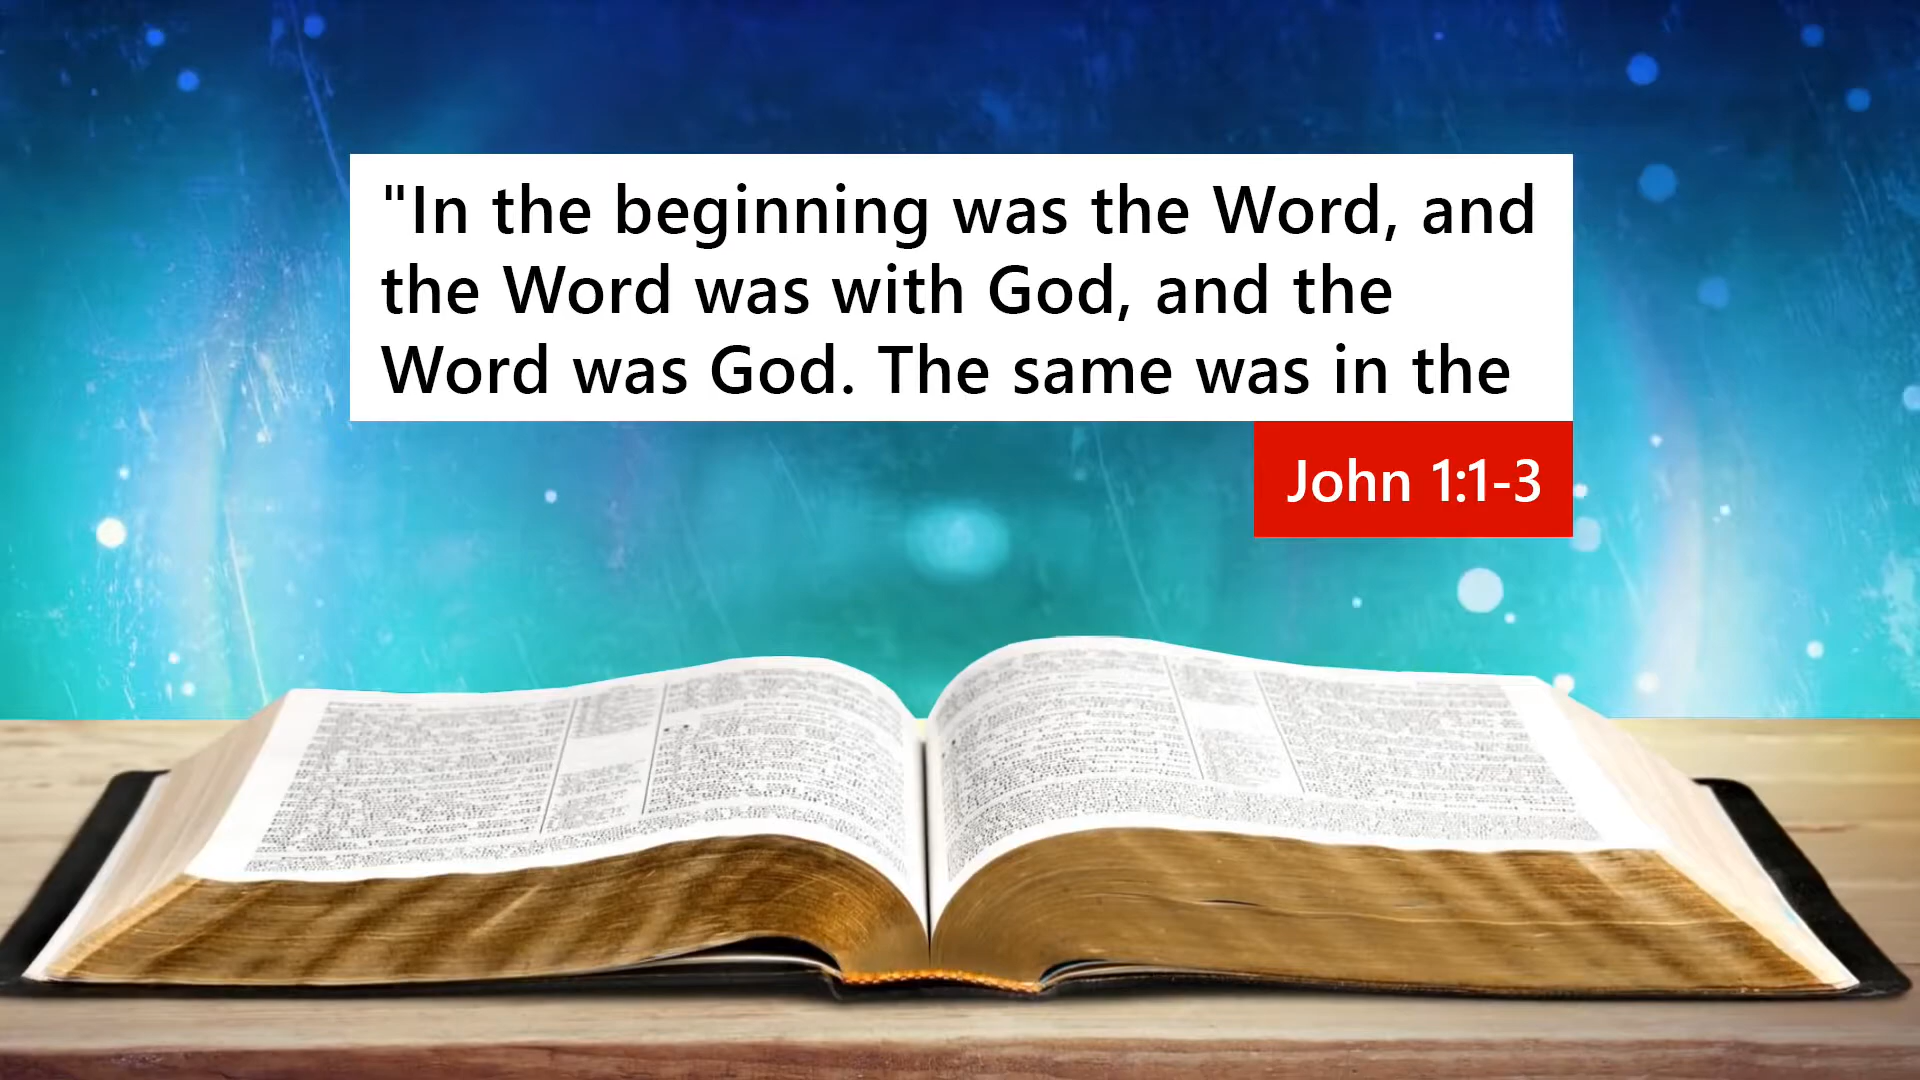 "In the beginning was the Word, and
the Word was with God, and the
Word was God. The same was in the
John 1:1-3